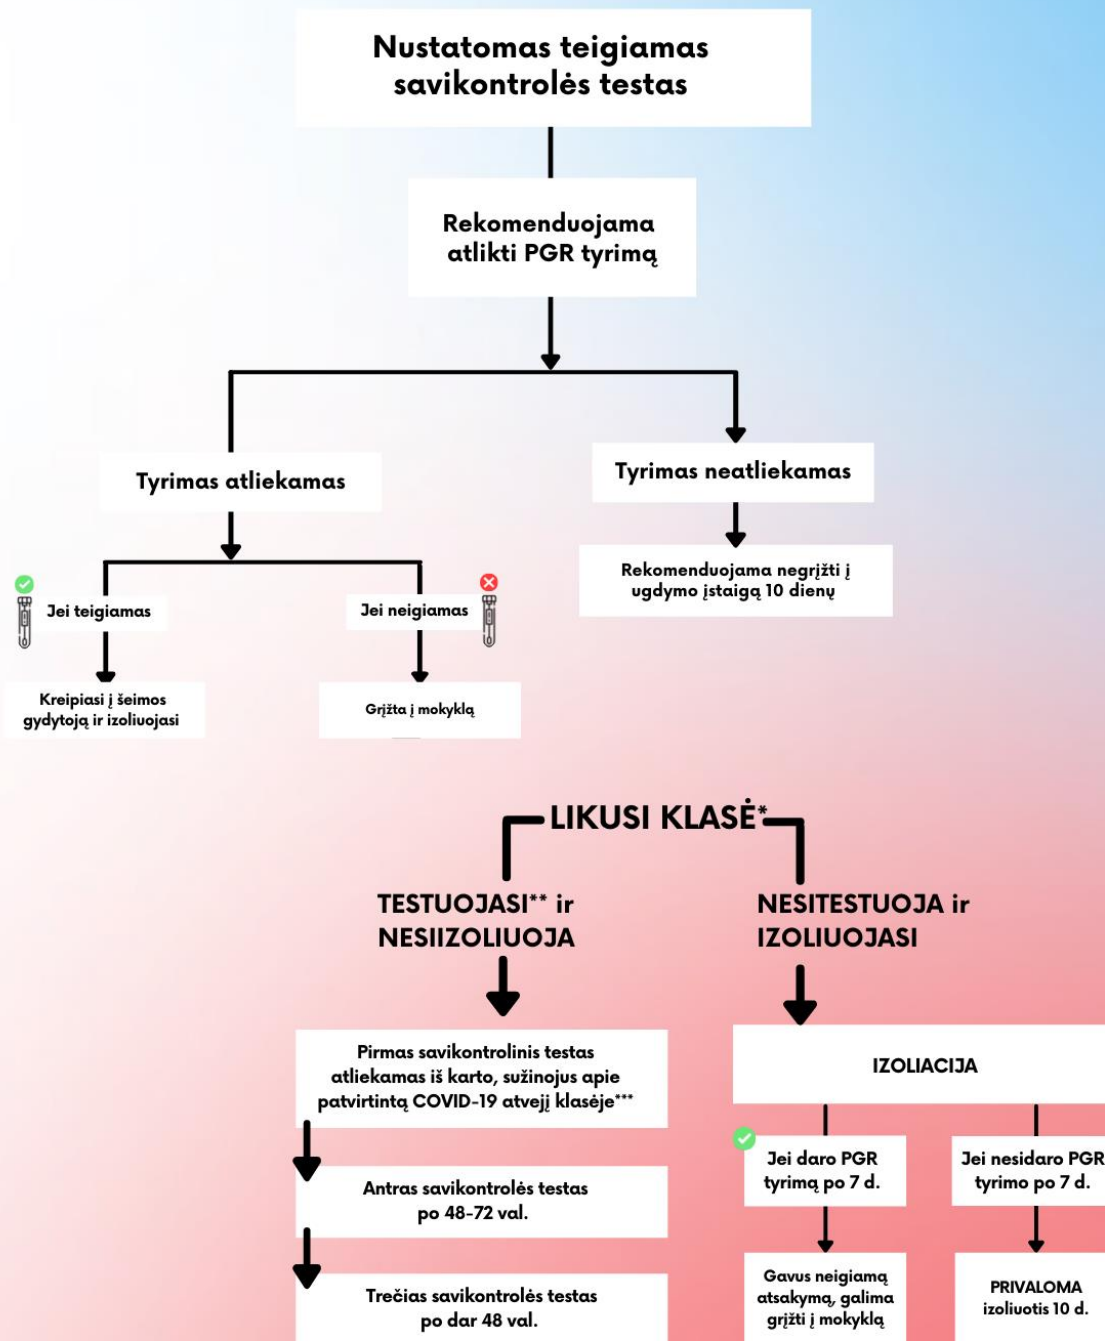 Nustatomas teigiamas
savikontrolės testas
Rekomenduojama
atlikti PGR tyrimą
Tyrimas atliekamas
Tyrimas neatliekamas
Rekomenduojama negrįžti į
ugdymo įstaigą 10 dienų
Jei teigiamas
Jei neigiamas
Kreipiasi į šeimos
gydytoją ir izoliuojasi
Grįžta į mokyklą
LIKUSI KLASĖ*
TESTUOJASI** ir
NESIIZOLIUOJA
NESITESTUOJA ir
IZOLIUOJASI
Pirmas savikontrolinis testas
atliekamas iš karto, sužinojus apie
patvirtintą COVID-19 atvejį klasėje***
Antras savikontrolės testas
po 48-72 val.
Trečias savikontrolės testas
po dar 48 val.
IZOLIACIJA
Jei daro PGR
tyrimą po 7 d.
Jei nesidaro PGR
tyrimo po 7 d.
Gavus neigiamą
atsakymą, galima
grįžti į mokyklą
PRIVALOMA
izoliuotis 10 d.